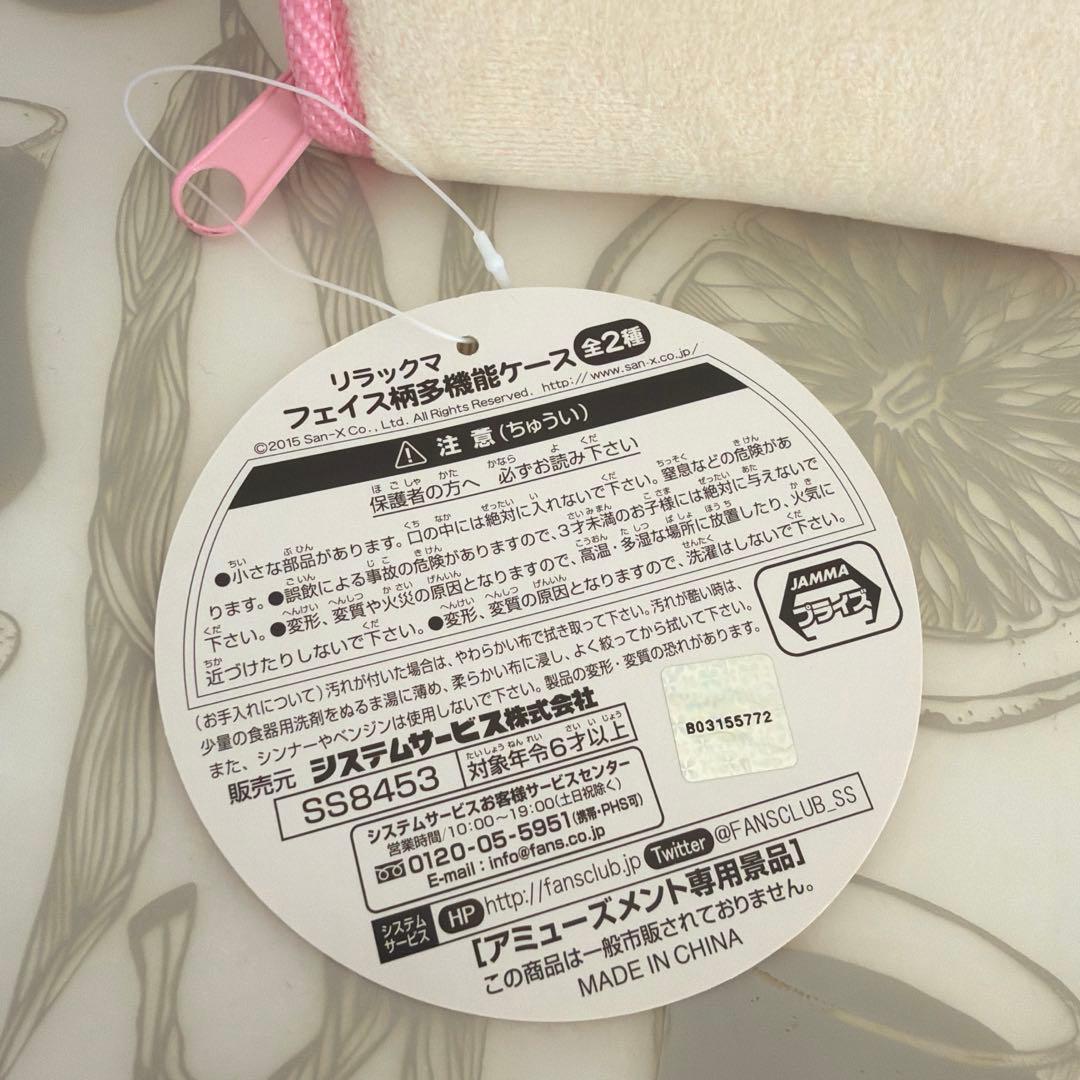 リラックマ
フェイス柄多機能ケース 全2種
©2015 San-X Co., Ltd. All Rights Reserved. http://www.san-x.co.jp/
注意(ちゅうい)
保護者の方へ 必ずお読み下さい
●小さな部品があります。口の中には絶対に入れないで下さい。窒息などの危険があ
ります。●誤飲による事故の危険がありますので、3才未満のお子様には絶対に与えないで
下さい。●変形、変質や火災の原因となりますので、高温・多湿な場所に放置したり、火気に
近づけたりしないで下さい。●変形、変質の原因となりますので、洗濯はしないで下さい。
(お手入れについて)汚れが付いた場合は、やわらかい布で拭き取って下さい。汚れが酷い時は、
少量の食器用洗剤をぬるま湯に薄め、柔らかい布に浸し、よく絞ってから拭いて下さい。
また、シンナーやベンジンは使用しないで下さい。製品の変形・変質の恐れがあります。
JAMMA
プライズ
B03155772
販売元 システムサービス株式会社
SS8453 対象年令6才以上
システムサービスお客様サービスセンター
営業時間/10:00〜19:00(土日祝除く)
0120-05-5951(携帯・PHS可)
E-mail : info@fans.co.jp
システムサービス HP http://fansclub.jp Twitter @FANSCLUB_SS
[アミューズメント専用景品]
この商品は一般市販されておりません。
MADE IN CHINA